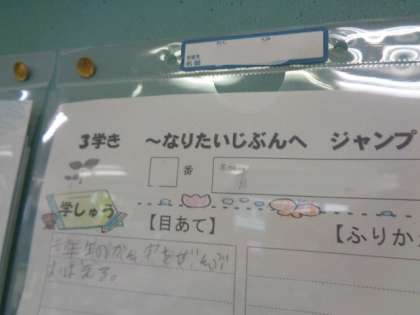 3学き ～なりたいじぶんへ ジャンプ
番
学しゅう
【目あて】
【ふりか
年生のかん字をぜんぶ
おぼえる。